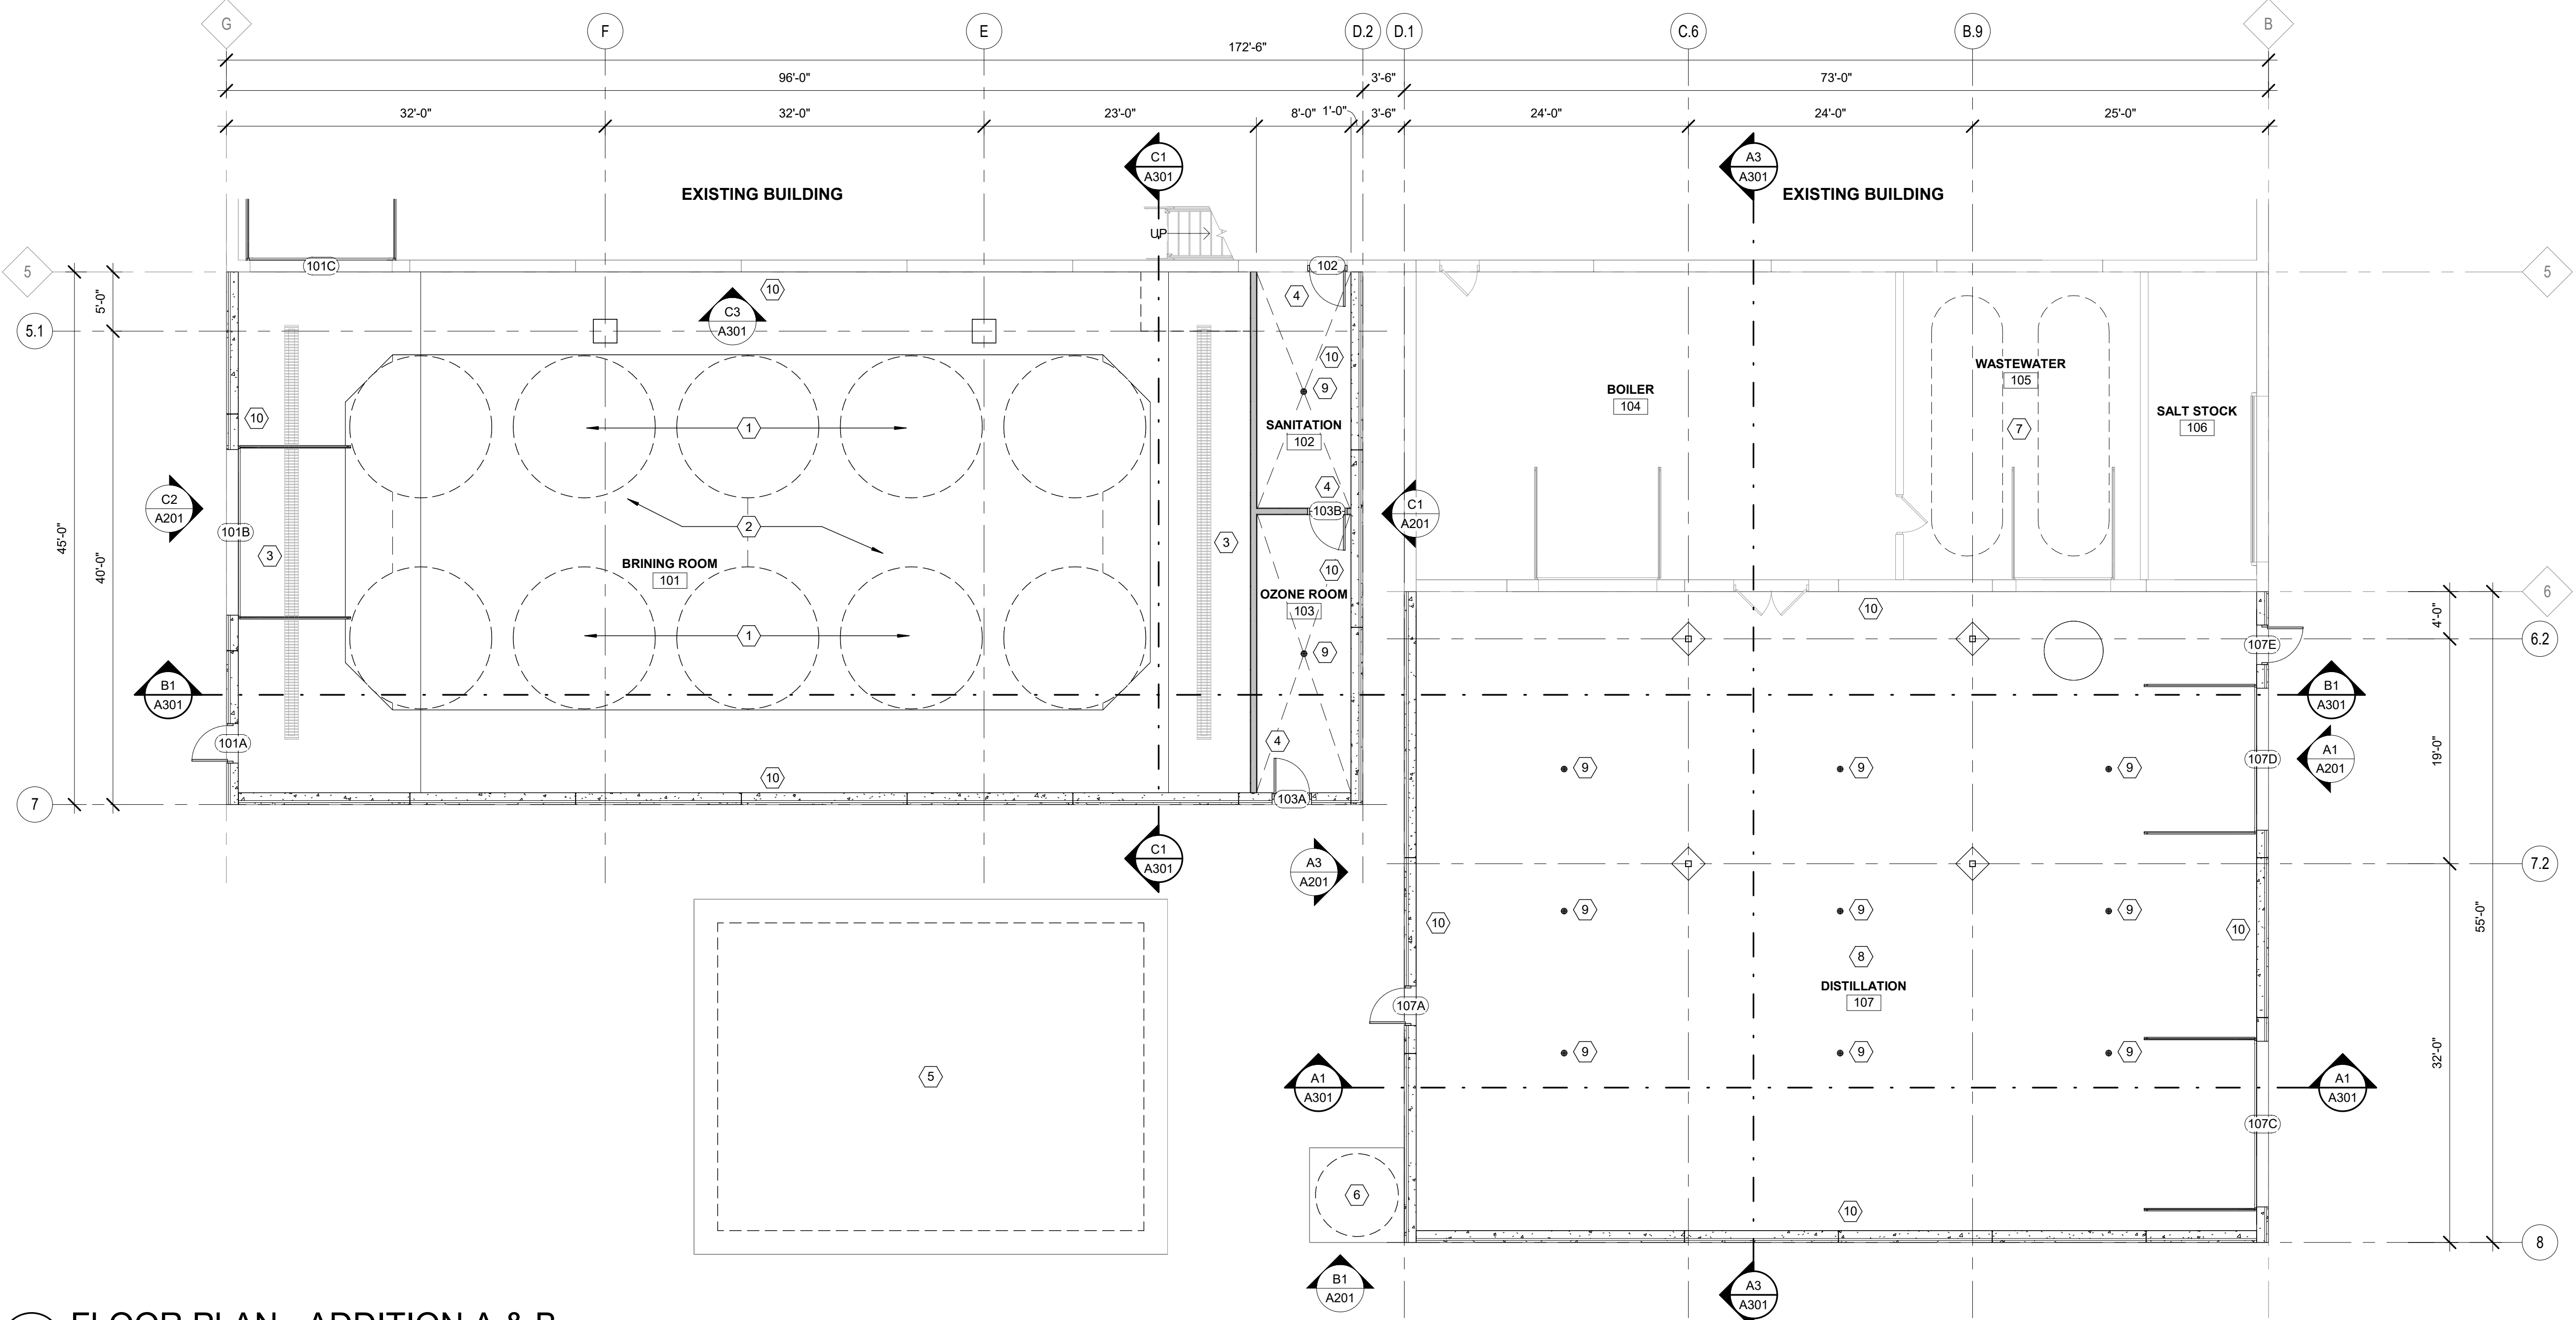 G F E D.2 D.1 C.6 B.9 B
172'-6"
96'-0" 3'-6" 73'-0"
32'-0" 32'-0" 23'-0" 8'-0" 1'-0" 3'-6" 24'-0" 24'-0" 25'-0"
C1
A301
A3
A301
EXISTING BUILDING
EXISTING BUILDING
UP
5
101C
102
5
10
4
5'-0"
C3
A301
5.1
10
9
WASTEWATER
105
BOILER
104
SALT STOCK
106
10
1
SANITATION
102
7
4
C2
A201
103B
C1
A201
101B
2
45'-0"
40'-0"
3
3
BRINING ROOM
101
10
OZONE ROOM
103
6
10
4'-0"
1
9
6.2
107E
B1
A301
B1
A301
101A
4
107D
A1
A201
19'-0"
9
9
9
10
7
103A
C1
A301
A3
A201
7.2
9
9
9
10
10
55'-0"
8
DISTILLATION
107
107A
9
9
9
32'-0"
5
A1
A301
A1
A301
107C
6
10
8
B1
A201
A3
A301
FLOOR PLAN - ADDITION A & B